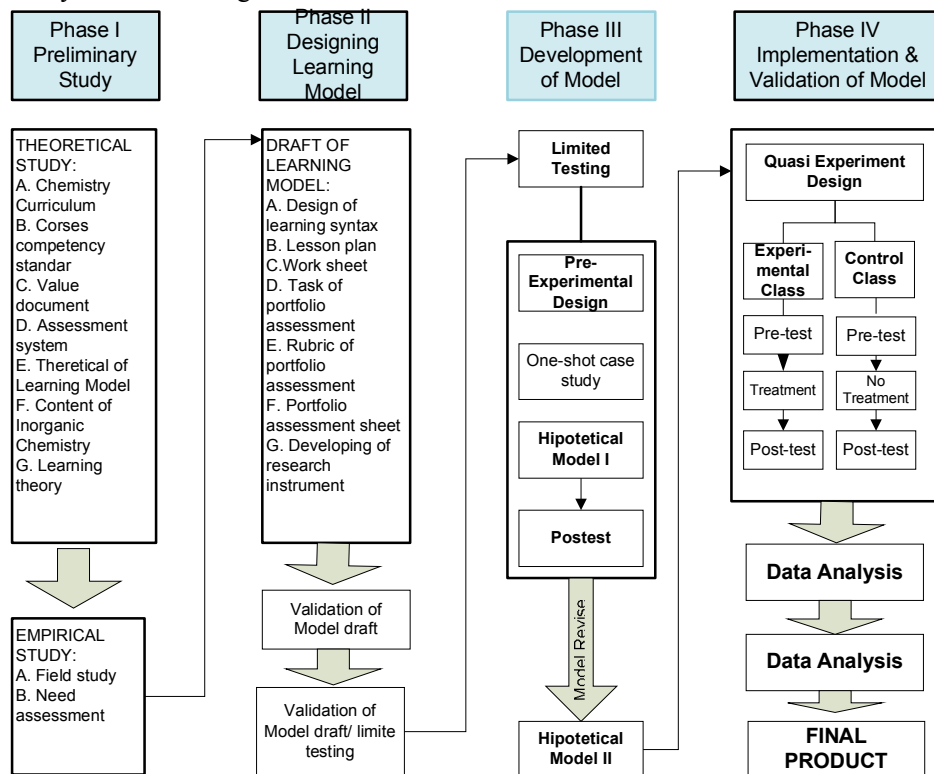 Phase I
Preliminary
Study
Phase II
Designing
Learning
Model
Phase III
Development
of Model
Phase IV
Implementation &
Validation of Model
THEORETICAL
STUDY:
A. Chemistry
Curriculum
B. Corses
competency
standar
C. Value
document
D. Assessment
system
E. Theretical of
Learning Model
F. Content of
Inorganic
Chemistry
G. Learning
theory
EMPIRICAL
STUDY:
A. Field study
B. Need
assessment
DRAFT OF
LEARNING
MODEL:
A. Design of
learning syntax
B. Lesson plan
C.Work sheet
D. Task of
portfolio
assessment
E. Rubric of
portfolio
assessment
F. Portfolio
assessment sheet
G. Developing of
research
instrument
Validation of
Model draft
Validation of
Model draft/ limite
testing
Limited
Testing
Pre-
Experimental
Design
One-shot case
study
Hipotetical
Model I
Postest
Model Revise
Hipotetical
Model II
Quasi Experiment
Design
Experi-
mental
Class
Pre-test
Treatment
Post-test
Control
Class
Pre-test
No
Treatment
Post-test
Data Analysis
Data Analysis
FINAL
PRODUCT